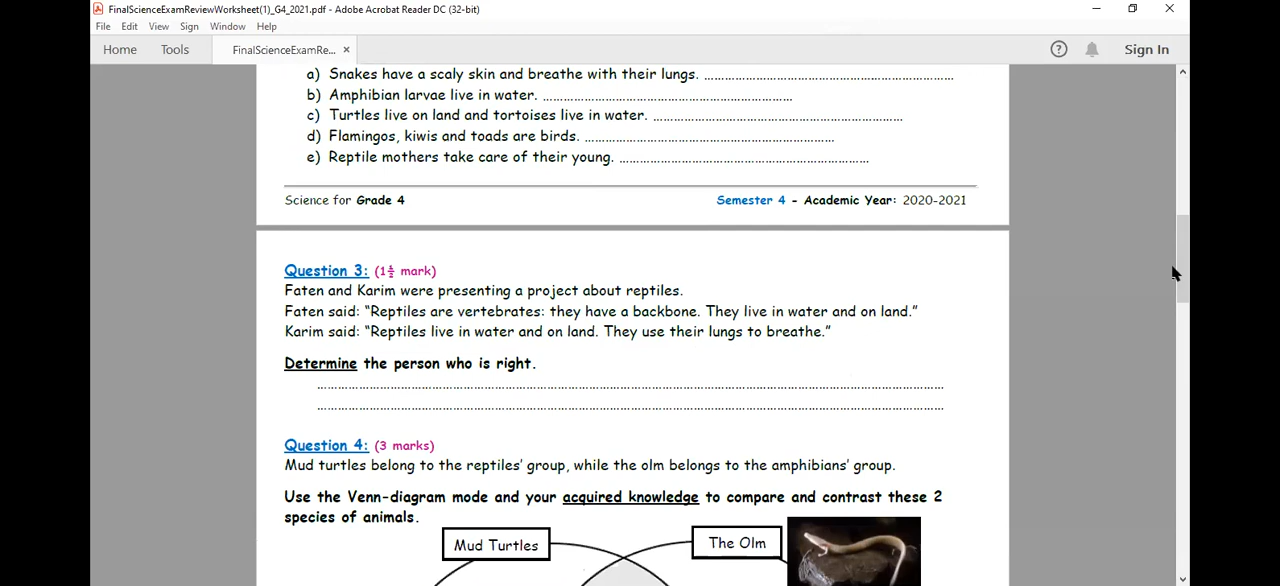 FinalScienceExamReviewWorksheet(1)_G4_2021.pdf - Adobe Acrobat Reader DC (32-bit)
File Edit View Sign Window Help
Home Tools FinalScienceExamRe... × Sign In
a) Snakes have a scaly skin and breathe with their lungs. ................................................................
b) Amphibian larvae live in water. ................................................................
c) Turtles live on land and tortoises live in water. ................................................................
d) Flamingos, kiwis and toads are birds. ................................................................
e) Reptile mothers take care of their young. ................................................................
Science for Grade 4 Semester 4 - Academic Year: 2020-2021
Question 3: (1½ mark)
Faten and Karim were presenting a project about reptiles.
Faten said: “Reptiles are vertebrates: they have a backbone. They live in water and on land.”
Karim said: “Reptiles live in water and on land. They use their lungs to breathe.”
Determine the person who is right.
................................................................
................................................................
Question 4: (3 marks)
Mud turtles belong to the reptiles’ group, while the olm belongs to the amphibians’ group.
Use the Venn-diagram mode and your acquired knowledge to compare and contrast these 2
species of animals.
Mud Turtles The Olm